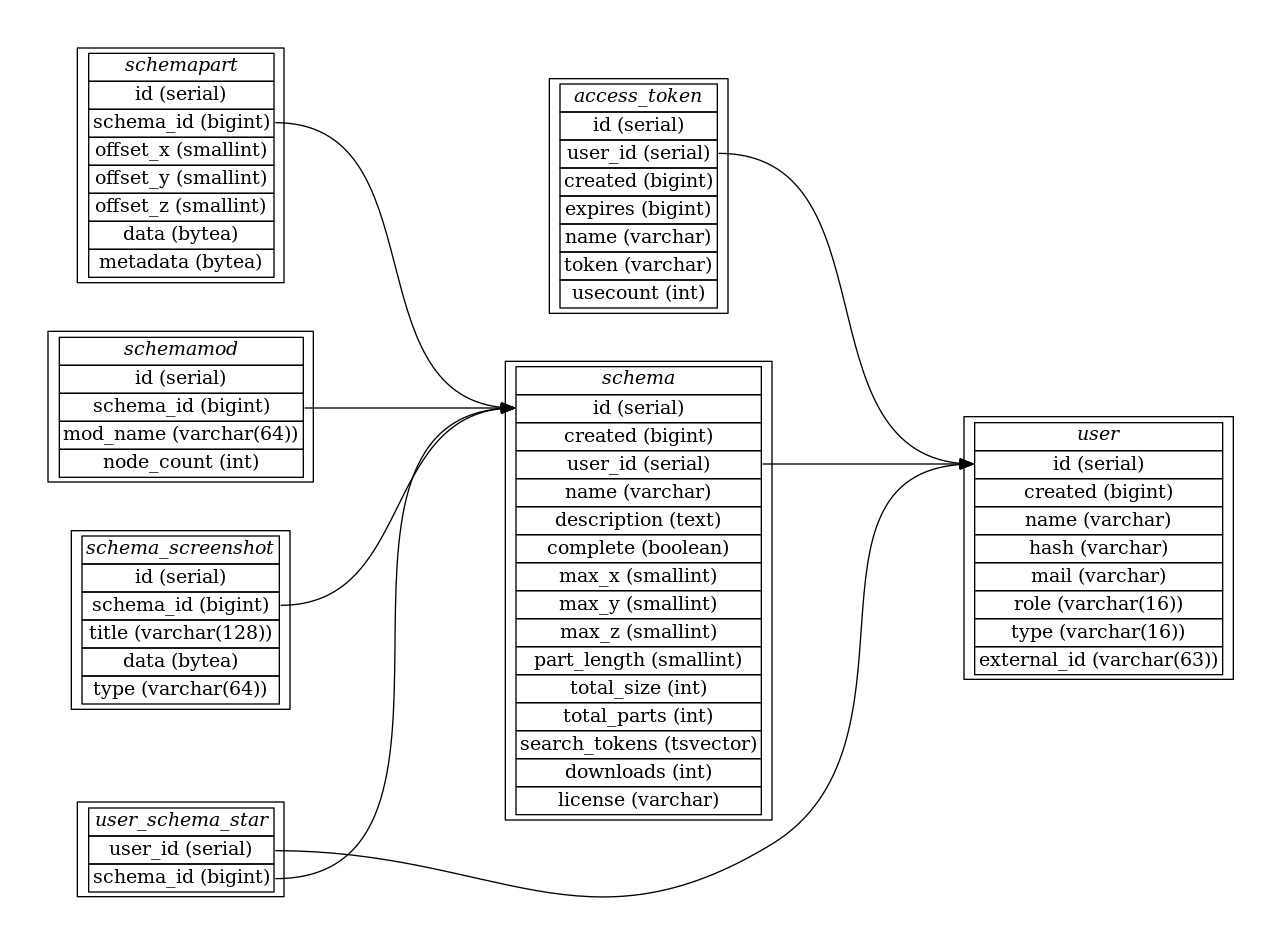 schemapart
id (serial)
schema_id (bigint)
offset_x (smallint)
offset_y (smallint)
offset_z (smallint)
data (bytea)
metadata (bytea)
schemamod
id (serial)
schema_id (bigint)
mod_name (varchar(64))
node_count (int)
schema_screenshot
id (serial)
schema_id (bigint)
title (varchar(128))
data (bytea)
type (varchar(64))
user_schema_star
user_id (serial)
schema_id (bigint)
access_token
id (serial)
user_id (serial)
created (bigint)
expires (bigint)
name (varchar)
token (varchar)
usecount (int)
schema
id (serial)
created (bigint)
user_id (serial)
name (varchar)
description (text)
complete (boolean)
max_x (smallint)
max_y (smallint)
max_z (smallint)
part_length (smallint)
total_size (int)
total_parts (int)
search_tokens (tsvector)
downloads (int)
license (varchar)
user
id (serial)
created (bigint)
name (varchar)
hash (varchar)
mail (varchar)
role (varchar(16))
type (varchar(16))
external_id (varchar(63))